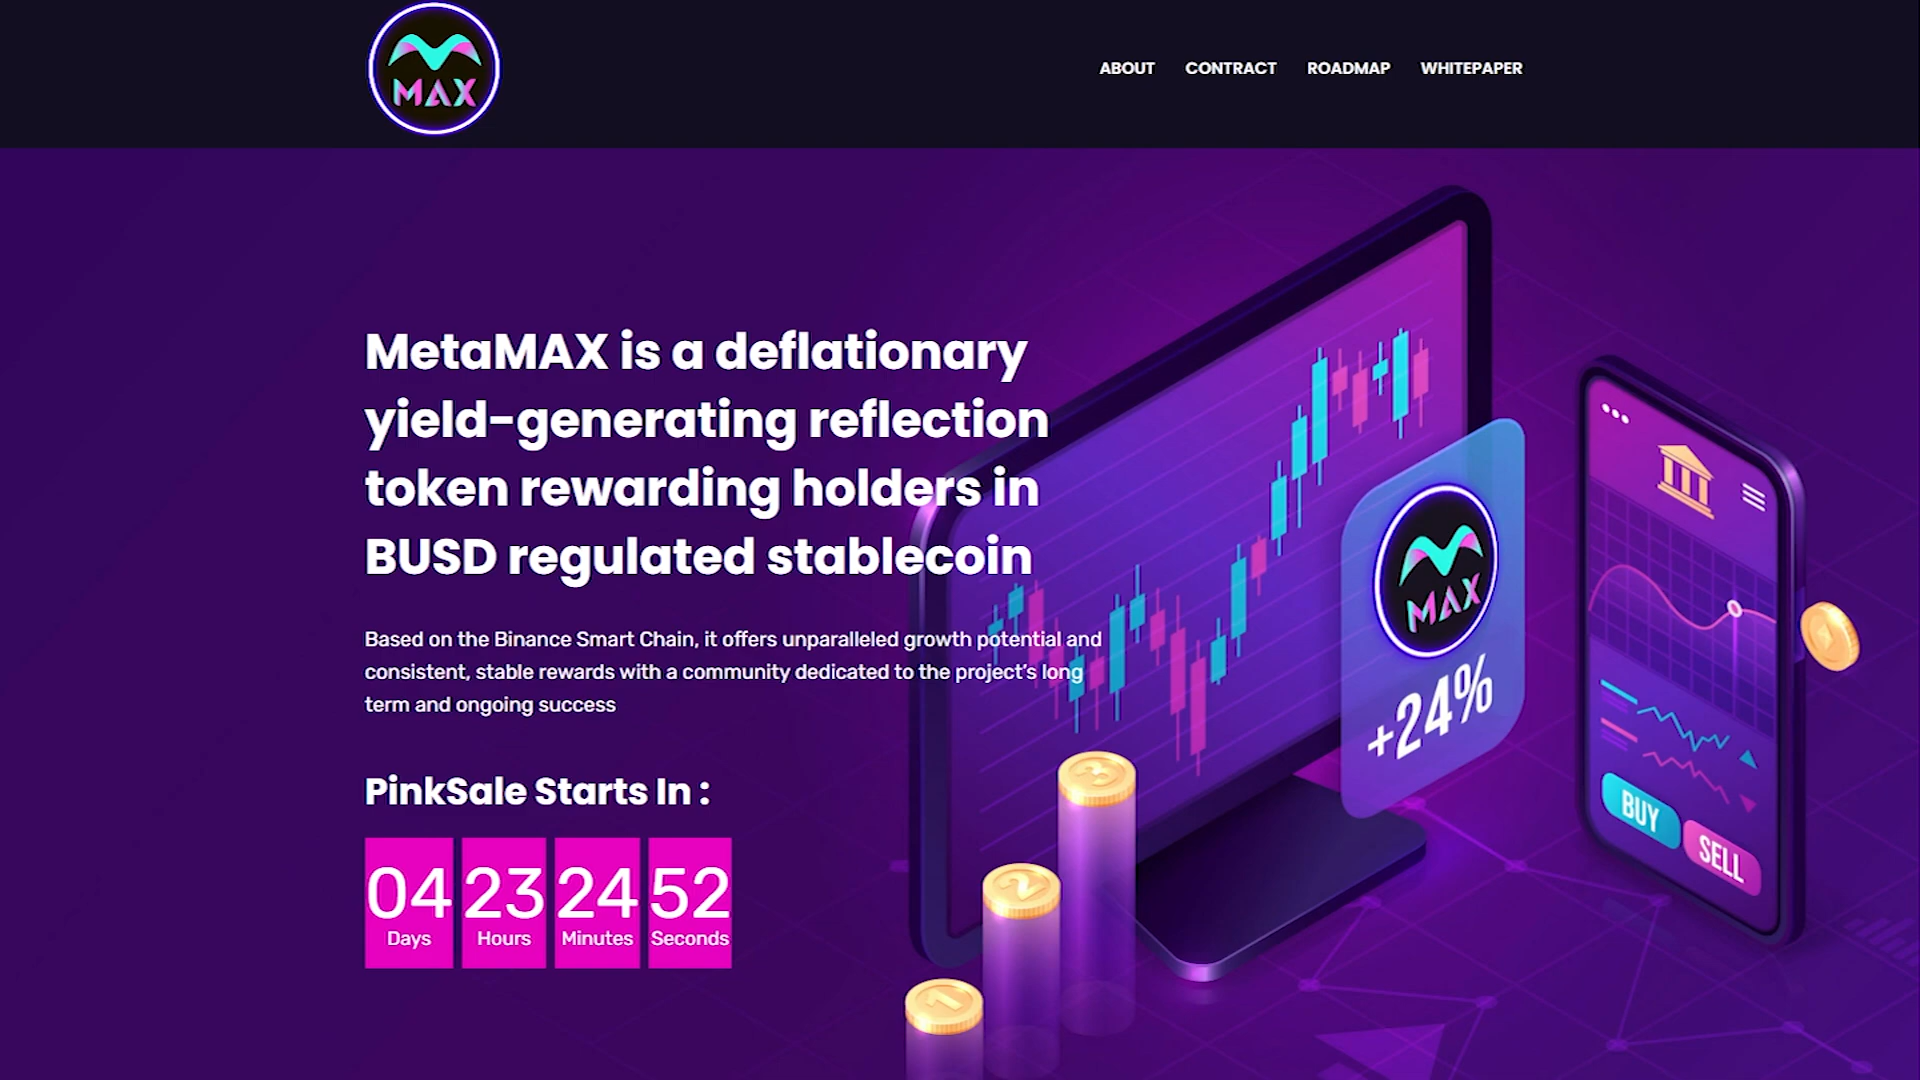 MAX
ABOUT CONTRACT ROADMAP WHITEPAPER
MetaMAX is a deflationary
yield-generating reflection
token rewarding holders in
BUSD regulated stablecoin
Based on the Binance Smart Chain, it offers unparalleled growth potential and
consistent, stable rewards with a community dedicated to the project's long
term and ongoing success
PinkSale Starts In :
04 23 24 52
Days Hours Minutes Seconds
MAX
+24%
BUY
SELL
3
2
1